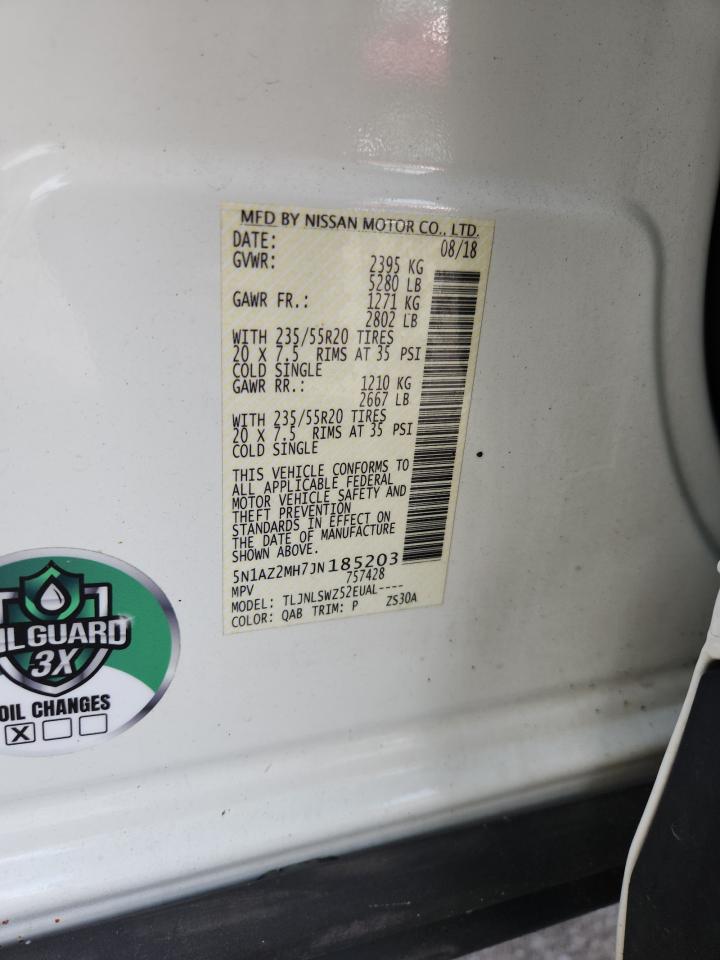 MFD BY NISSAN MOTOR CO., LTD.
DATE: 08/18
GVWR: 2395 KG
5280 LB
GAWR FR.: 1271 KG
2802 LB
WITH 235/55R20 TIRES
20 X 7.5 RIMS AT 35 PSI
COLD SINGLE
GAWR RR.: 1210 KG
2667 LB
WITH 235/55R20 TIRES
20 X 7.5 RIMS AT 35 PSI
COLD SINGLE
THIS VEHICLE CONFORMS TO
ALL APPLICABLE FEDERAL
MOTOR VEHICLE SAFETY AND
THEFT PREVENTION
STANDARDS IN EFFECT ON
THE DATE OF MANUFACTURE
SHOWN ABOVE.
5N1AZ2MH7JN185203
MPV 757428
MODEL: TLJNLSWZ52EUAL----
COLOR: QAB TRIM: P ZS30A
IL GUARD
3X
OIL CHANGES
X